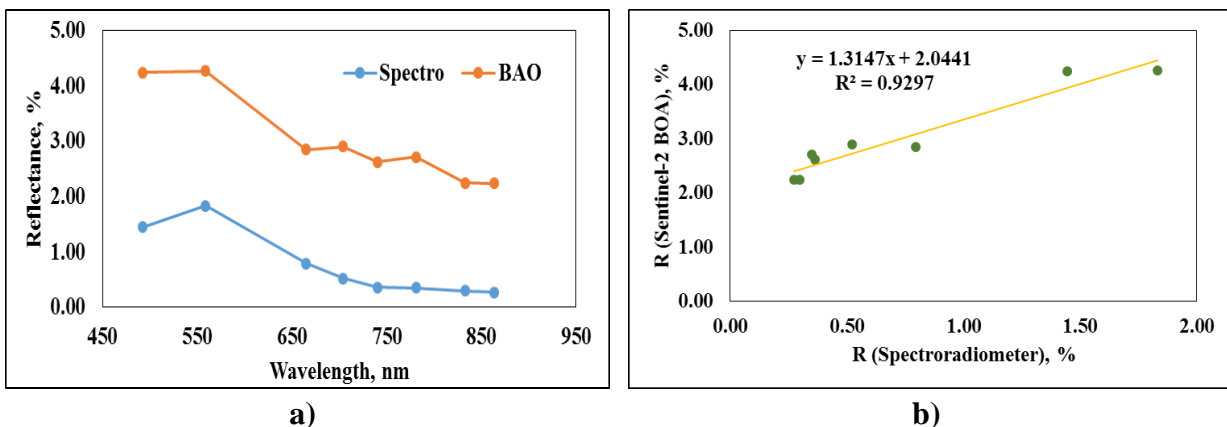 5.00
4.00
3.00
2.00
1.00
0.00
Reflectance, %
Spectro
BAO
450
550
650
750
850
950
Wavelength, nm
a)
5.00
4.00
3.00
2.00
1.00
0.00
R (Sentinel-2 BOA), %
y = 1.3147x + 2.0441
R² = 0.9297
0.00
0.50
1.00
1.50
2.00
R (Spectroradiometer), %
b)